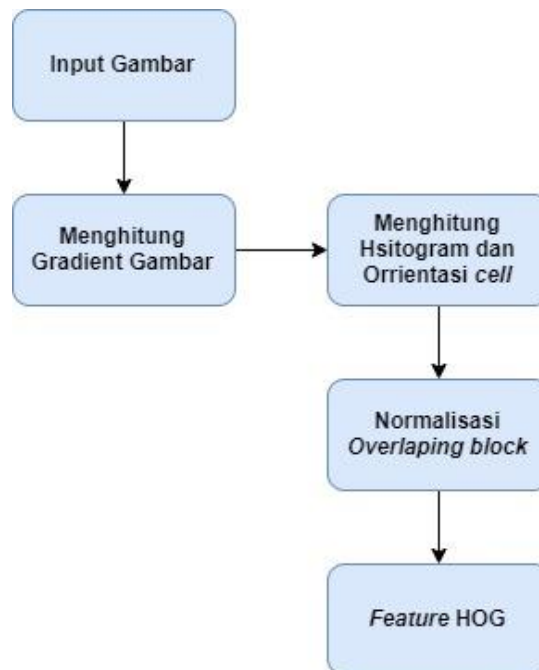 Input Gambar
Menghitung
Gradient Gambar
Menghitung
Hsitogram dan
Orrientasi cell
Normalisasi
Overlaping block
Feature HOG